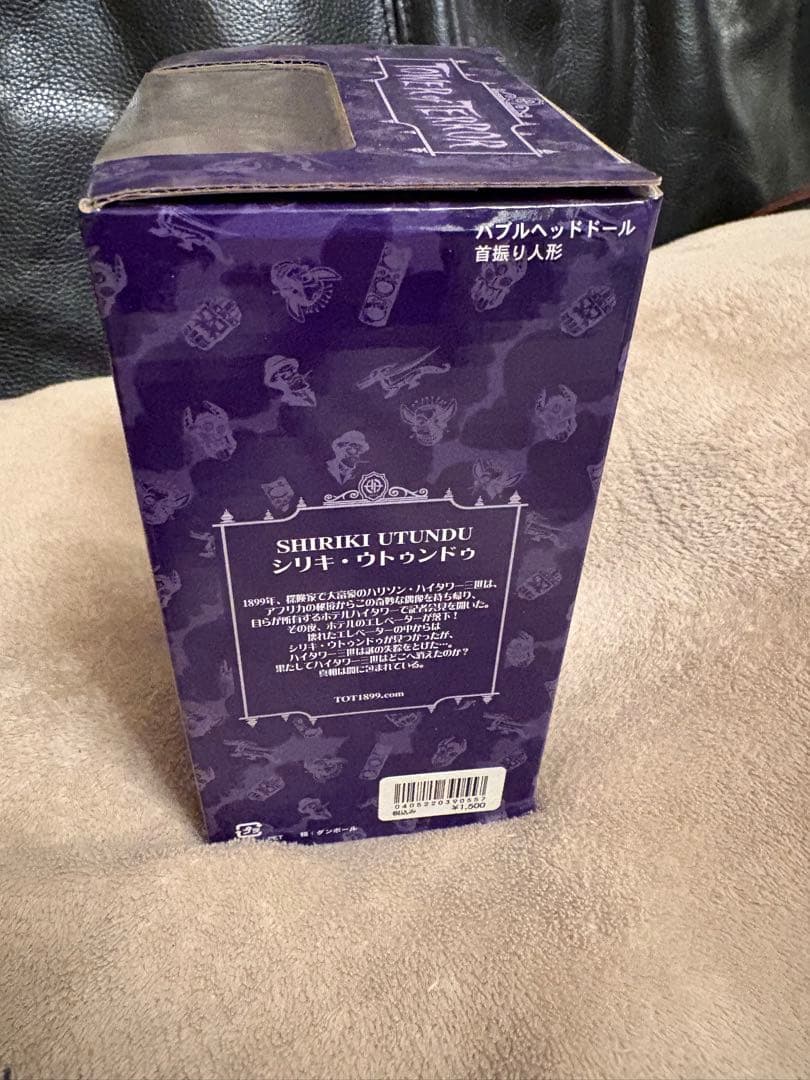 TOWER of TERROR
バブルヘッドドール
首振り人形
SHIRIKI UTUNDU
シリキ・ウトゥンドゥ
1899年、探険家で大富豪のハリソン・ハイタワー三世は、
アフリカの秘境からこの奇妙な偶像を持ち帰り、
自らが所有するホテルハイタワーで記者会見を開いた。
その夜、ホテルのエレベーターが落下！
壊れたエレベーターの中からは
シリキ・ウトゥンドゥが見つかったが、
ハイタワー三世は謎の失踪をとげた…。
果たしてハイタワー三世はどこへ消えたのか？
真相は闇に包まれている。
TOT1899.com
0405220390557
税込み ¥1,500
PET
箱：ダンボール